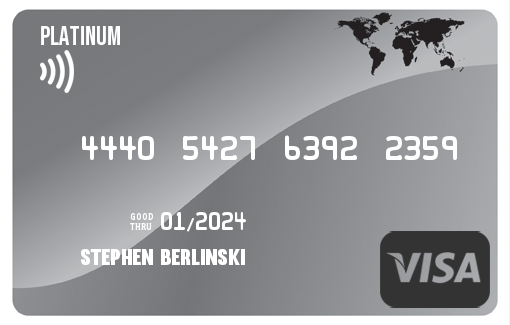 PLATINUM
4440 5427 6392 2359
GOOD
THRU 01/2024
STEPHEN BERLINSKI
VISA